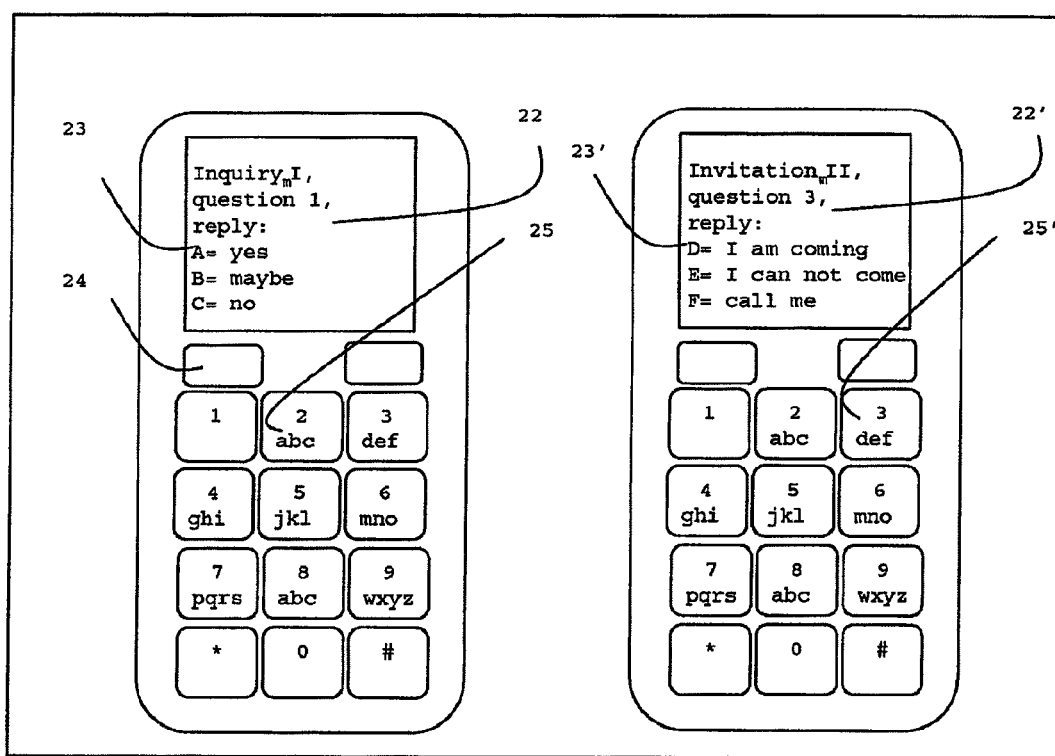 23
22
24
25
Inquiry m I,
question 1,
reply:
A= yes
B= maybe
C= no
1
2
abc
3
def
4
ghi
5
jkl
6
mno
7
pqrs
8
abc
9
wxyz
*
0
#
23'
22'
25'
Invitation m II,
question 3,
reply:
D= I am coming
E= I can not come
F= call me
1
2
abc
3
def
4
ghi
5
jkl
6
mno
7
pqrs
8
abc
9
wxyz
*
0
#